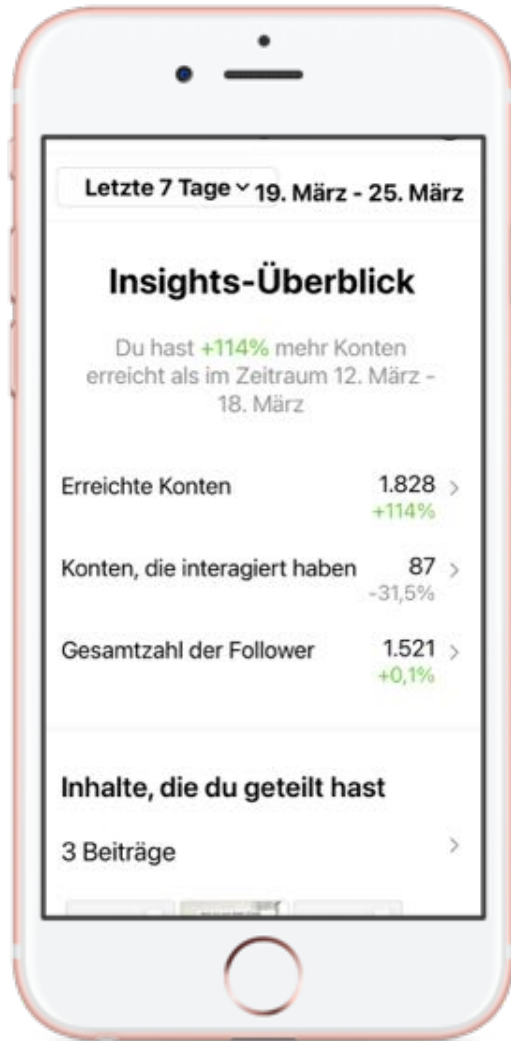 Letzte 7 Tage 19. März - 25. März
Insights-Überblick
Du hast +114% mehr Konten
erreicht als im Zeitraum 12. März -
18. März
Erreichte Konten 1.828
+114%
Konten, die interagiert haben 87
-31,5%
Gesamtzahl der Follower 1.521
+0,1%
Inhalte, die du geteilt hast
3 Beiträge